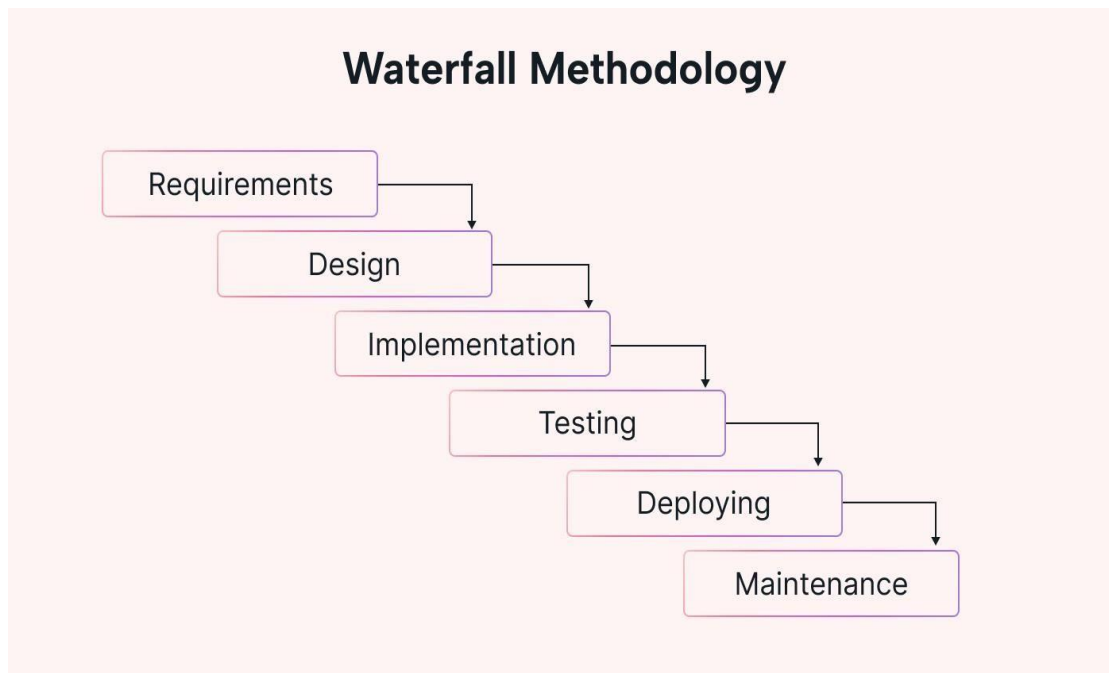 Waterfall Methodology
Requirements
Design
Implementation
Testing
Deploying
Maintenance